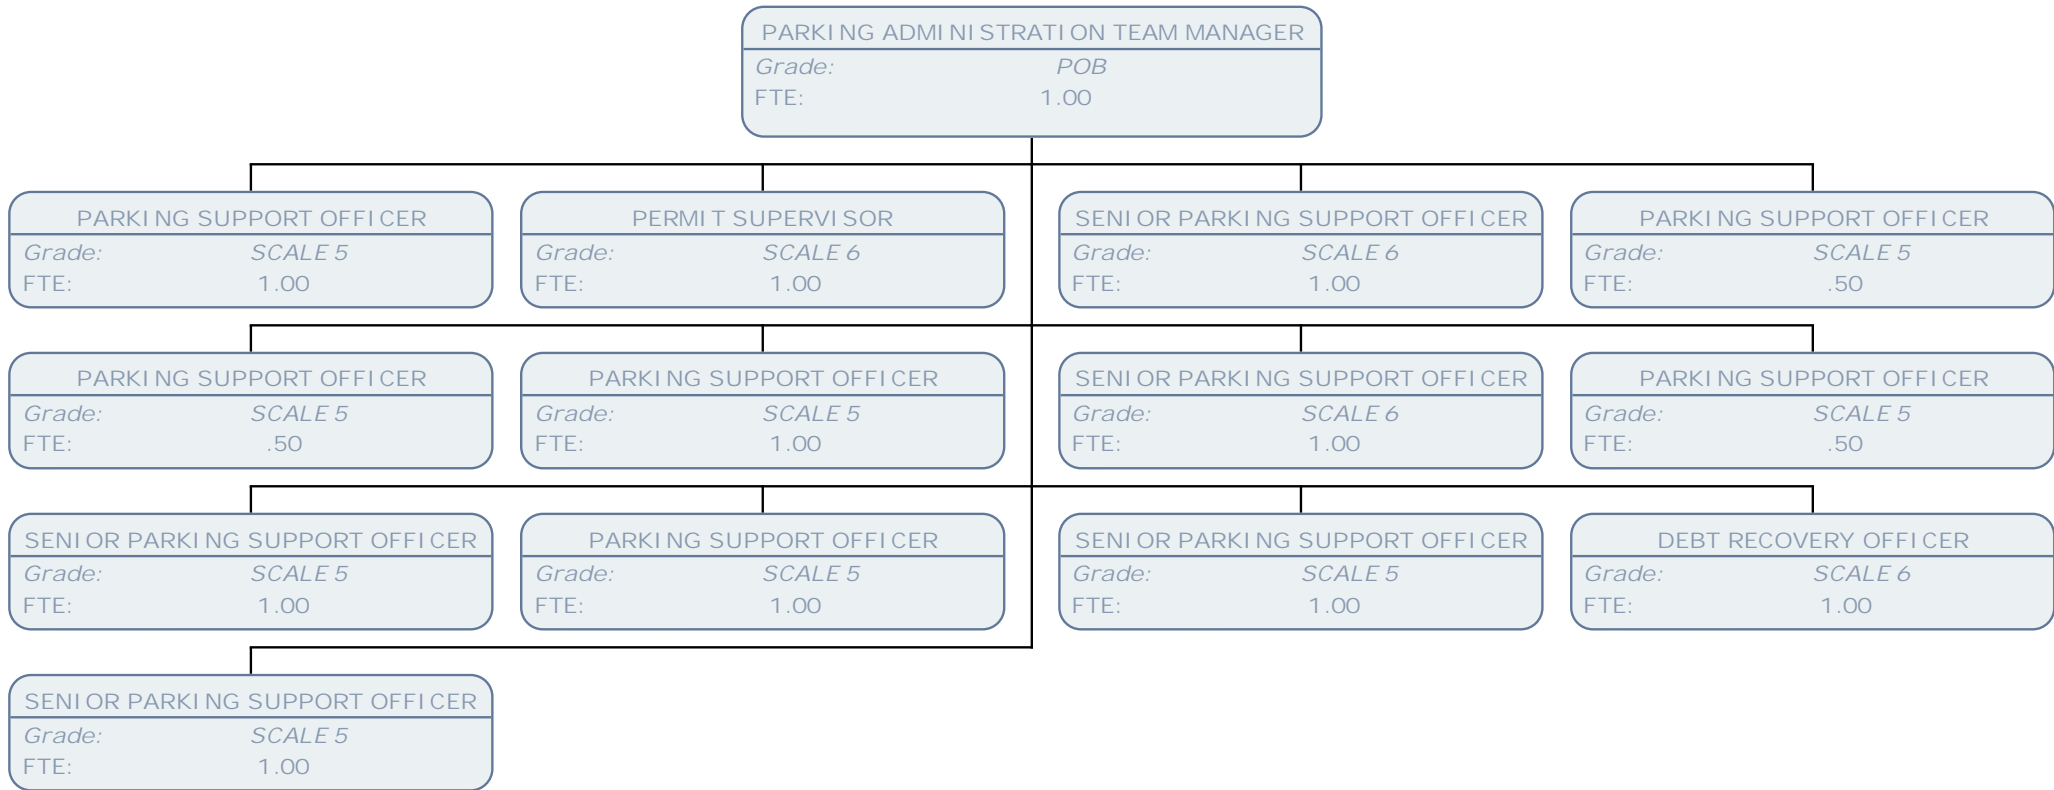 PARKING ADMINISTRATION TEAM MANAGER
Grade: POB
FTE: 1.00
PARKING SUPPORT OFFICER
Grade: SCALE 5
FTE: 1.00
PERMIT SUPERVISOR
Grade: SCALE 6
FTE: 1.00
SENIOR PARKING SUPPORT OFFICER
Grade: SCALE 6
FTE: 1.00
PARKING SUPPORT OFFICER
Grade: SCALE 5
FTE: .50
PARKING SUPPORT OFFICER
Grade: SCALE 5
FTE: .50
PARKING SUPPORT OFFICER
Grade: SCALE 5
FTE: 1.00
SENIOR PARKING SUPPORT OFFICER
Grade: SCALE 6
FTE: 1.00
PARKING SUPPORT OFFICER
Grade: SCALE 5
FTE: .50
SENIOR PARKING SUPPORT OFFICER
Grade: SCALE 5
FTE: 1.00
PARKING SUPPORT OFFICER
Grade: SCALE 5
FTE: 1.00
SENIOR PARKING SUPPORT OFFICER
Grade: SCALE 5
FTE: 1.00
DEBT RECOVERY OFFICER
Grade: SCALE 6
FTE: 1.00
SENIOR PARKING SUPPORT OFFICER
Grade: SCALE 5
FTE: 1.00